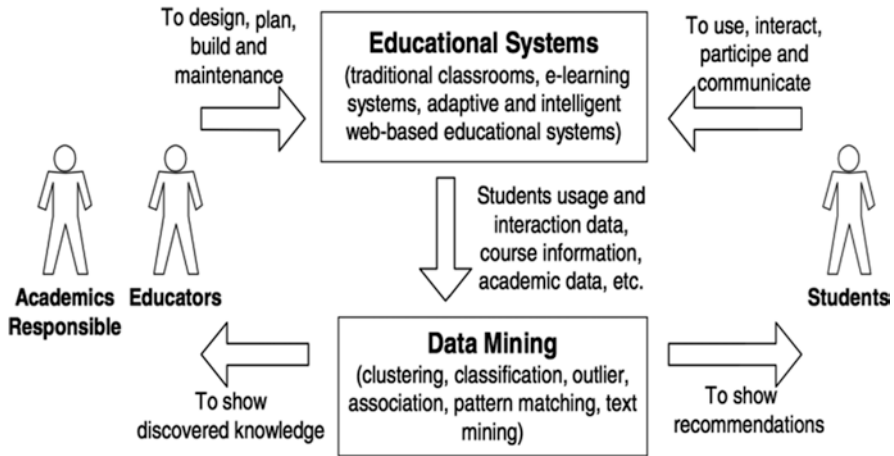 To design, plan,
build and
maintenance
Educational Systems
(traditional classrooms, e-learning
systems, adaptive and intelligent
web-based educational systems)
To use, interact,
participe and
communicate
Academics
Responsible
Educators
Students usage and
interaction data,
course information,
academic data, etc.
Students
To show
discovered knowledge
Data Mining
(clustering, classification, outlier,
association, pattern matching, text
mining)
To show
recommendations